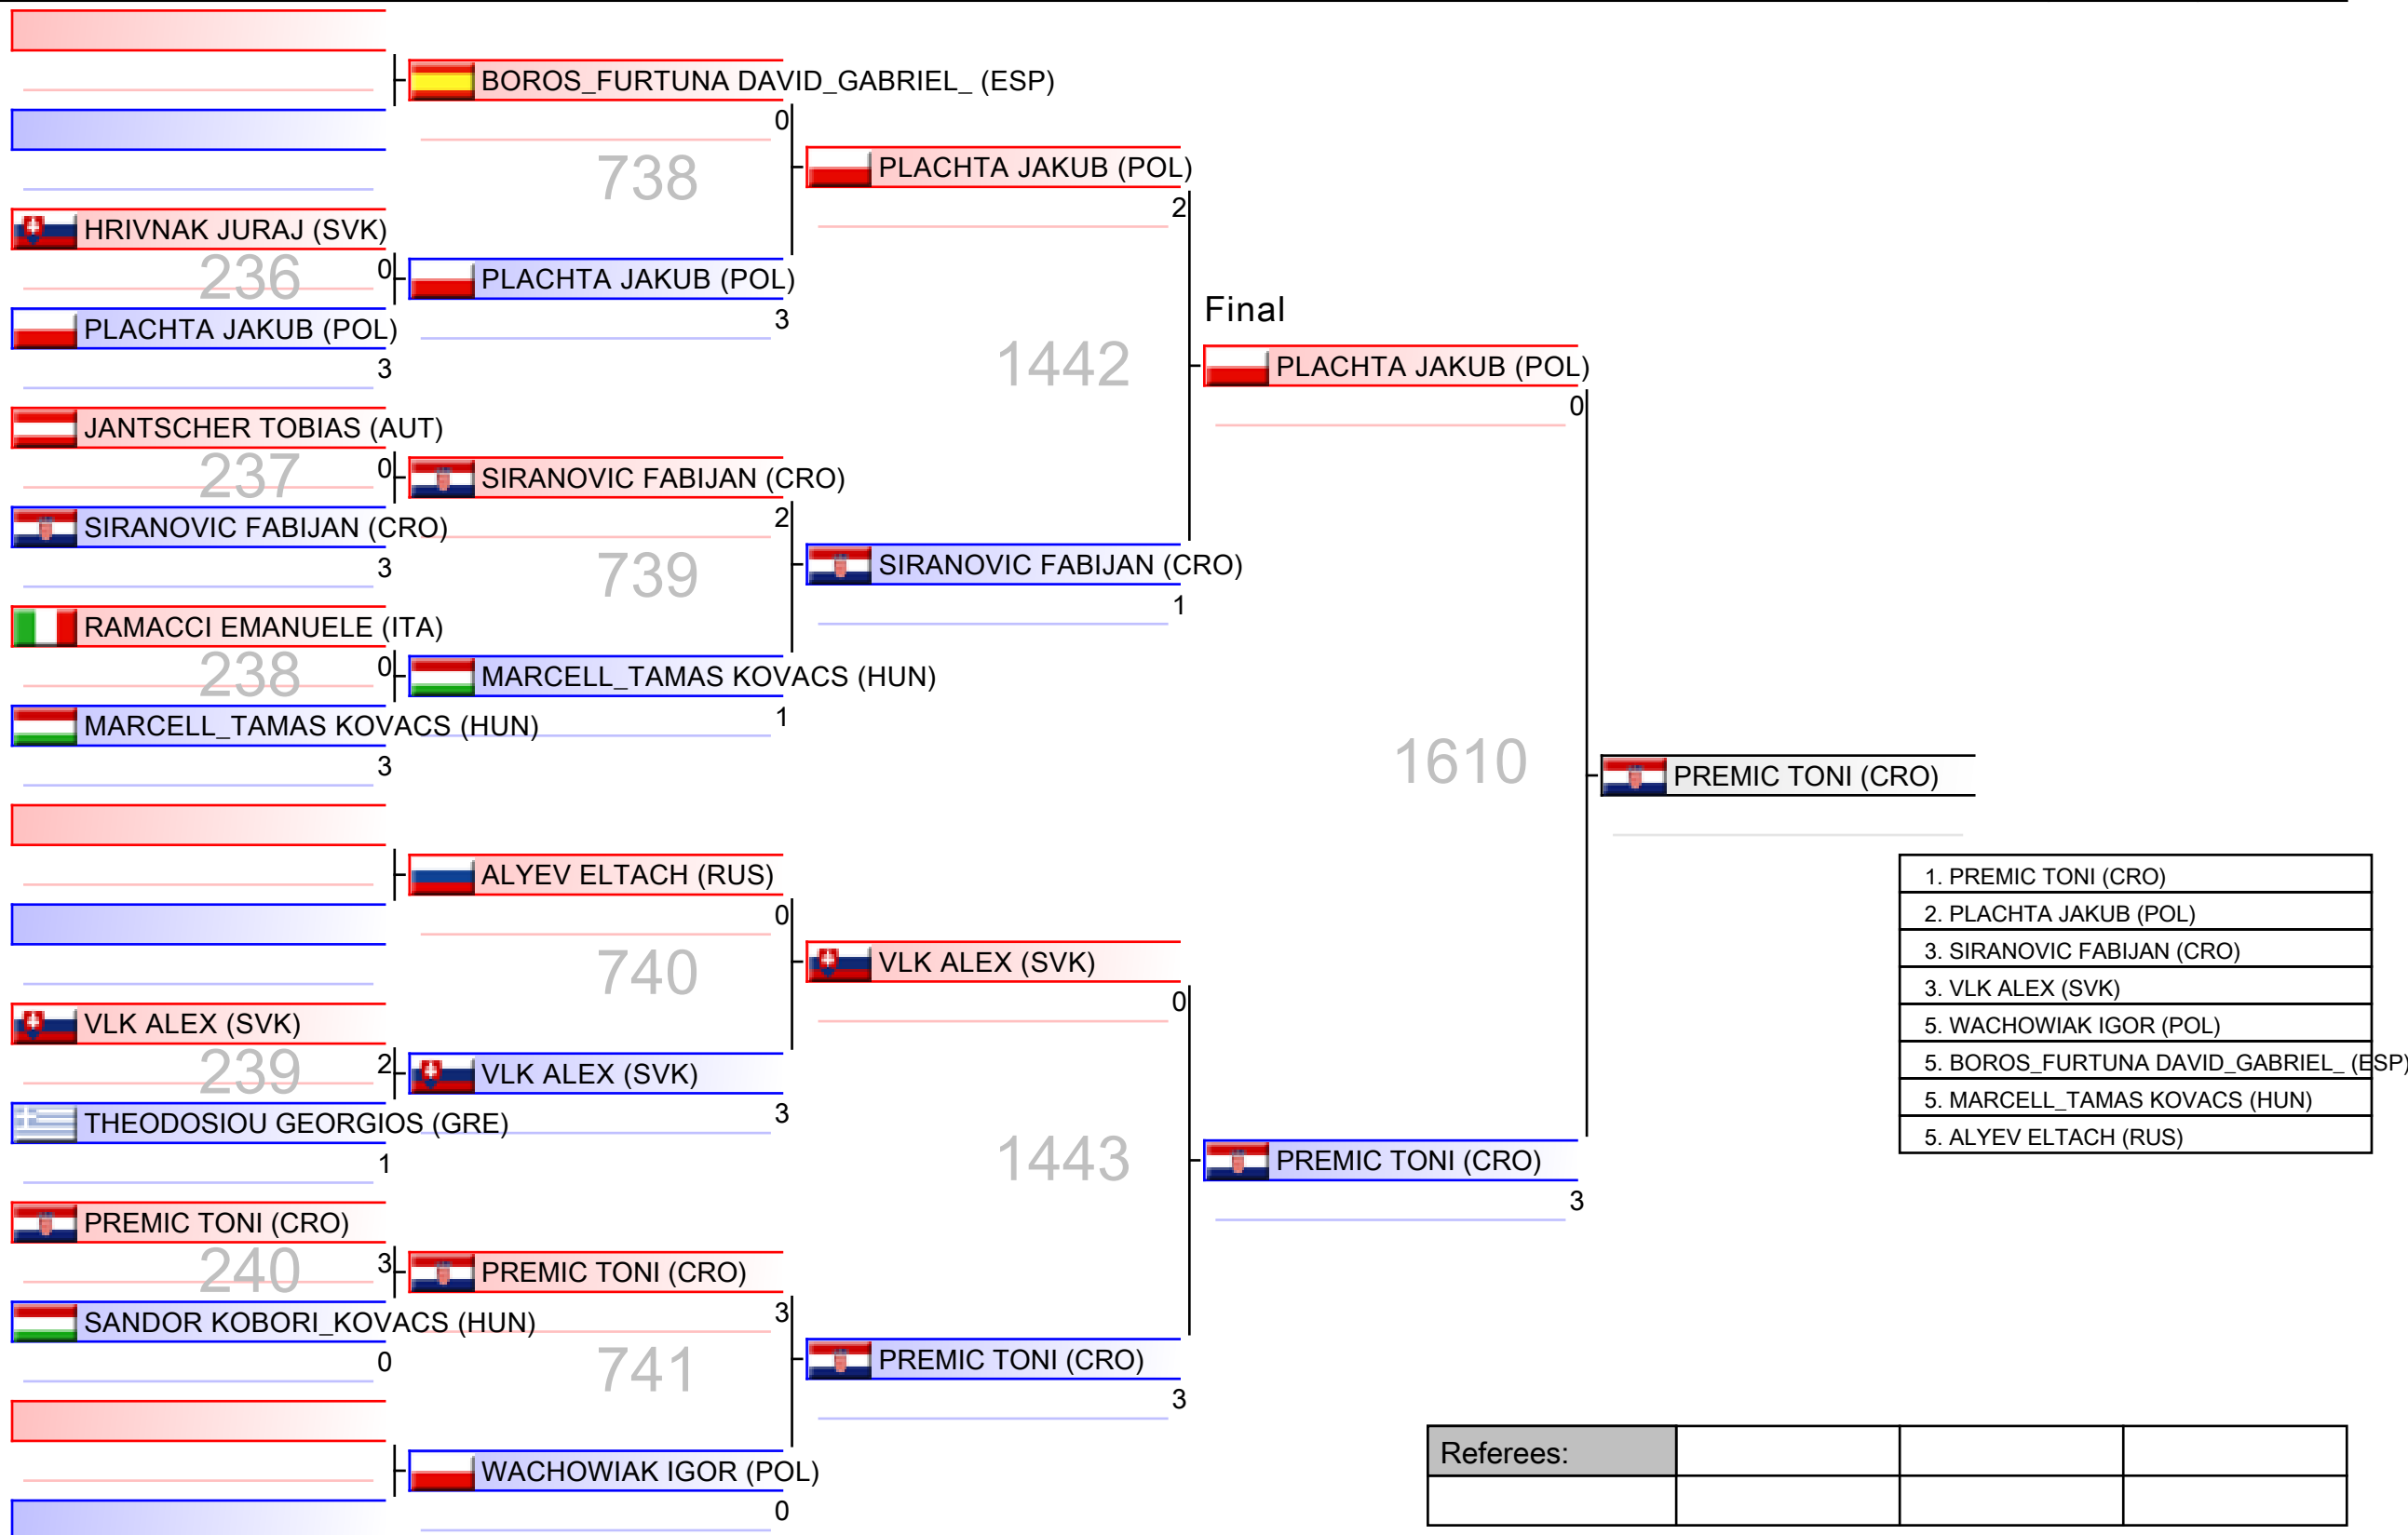 BOROS_FURTUNA DAVID_GABRIEL_ (ESP)
0
738
PLACHTA JAKUB (POL)
2
HRIVNAK JURAJ (SVK)
236
0
PLACHTA JAKUB (POL)
3
PLACHTA JAKUB (POL)
3
Final
1442
PLACHTA JAKUB (POL)
0
JANTSCHER TOBIAS (AUT)
237
0
SIRANOVIC FABIJAN (CRO)
2
SIRANOVIC FABIJAN (CRO)
3
739
SIRANOVIC FABIJAN (CRO)
1
RAMACCI EMANUELE (ITA)
238
0
MARCELL_TAMAS KOVACS (HUN)
1
MARCELL_TAMAS KOVACS (HUN)
3
1610
PREMIC TONI (CRO)
ALYEV ELTACH (RUS)
0
740
VLK ALEX (SVK)
0
VLK ALEX (SVK)
239
2
VLK ALEX (SVK)
3
THEODOSIOU GEORGIOS (GRE)
1
1443
PREMIC TONI (CRO)
3
PREMIC TONI (CRO)
240
3
PREMIC TONI (CRO)
3
SANDOR KOBORI_KOVACS (HUN)
0
741
PREMIC TONI (CRO)
3
WACHOWIAK IGOR (POL)
0
1. PREMIC TONI (CRO)
2. PLACHTA JAKUB (POL)
3. SIRANOVIC FABIJAN (CRO)
3. VLK ALEX (SVK)
5. WACHOWIAK IGOR (POL)
5. BOROS_FURTUNA DAVID_GABRIEL_ (ESP)
5. MARCELL_TAMAS KOVACS (HUN)
5. ALYEV ELTACH (RUS)
Referees: